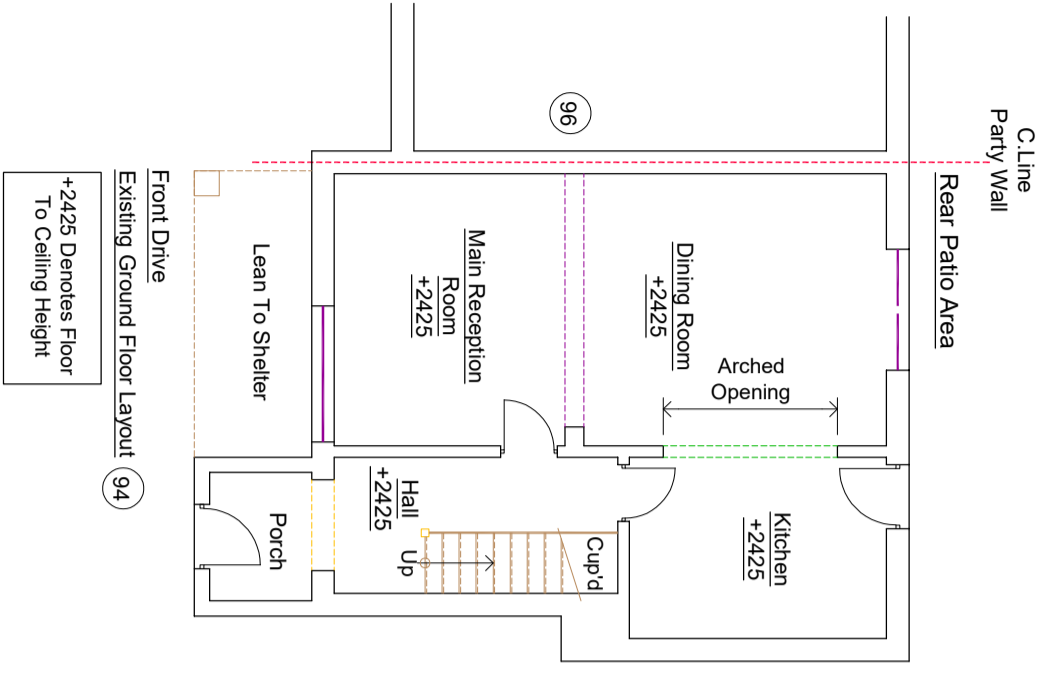 C.Line
Party Wall
Rear Patio Area
96
Dining Room
+2425
Arched
Opening
Main Reception
Room
+2425
Kitchen
+2425
Cup'd
Up
Hall
+2425
Porch
Lean To Shelter
Front Drive
Existing Ground Floor Layout
94
+2425 Denotes Floor
To Ceiling Height